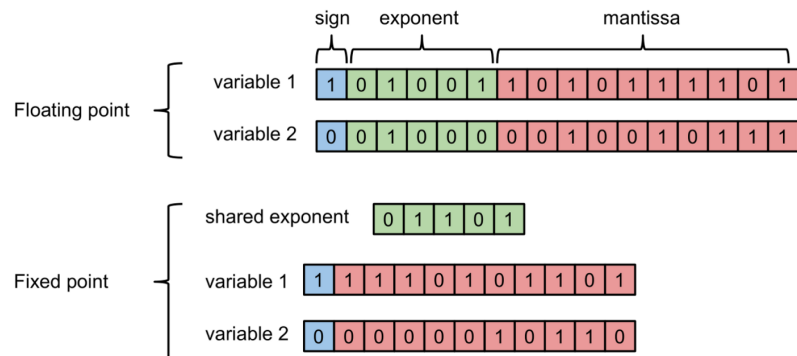 sign exponent mantissa
variable 1 1 0 1 0 0 1 1 0 1 0 1 1 1 1 0 1
Floating point
variable 2 0 0 1 0 0 0 0 0 1 0 0 1 0 1 1 1
shared exponent 0 1 1 0 1
Fixed point
variable 1 1 1 1 1 0 1 0 1 1 0 1
variable 2 0 0 0 0 0 0 1 0 1 1 0